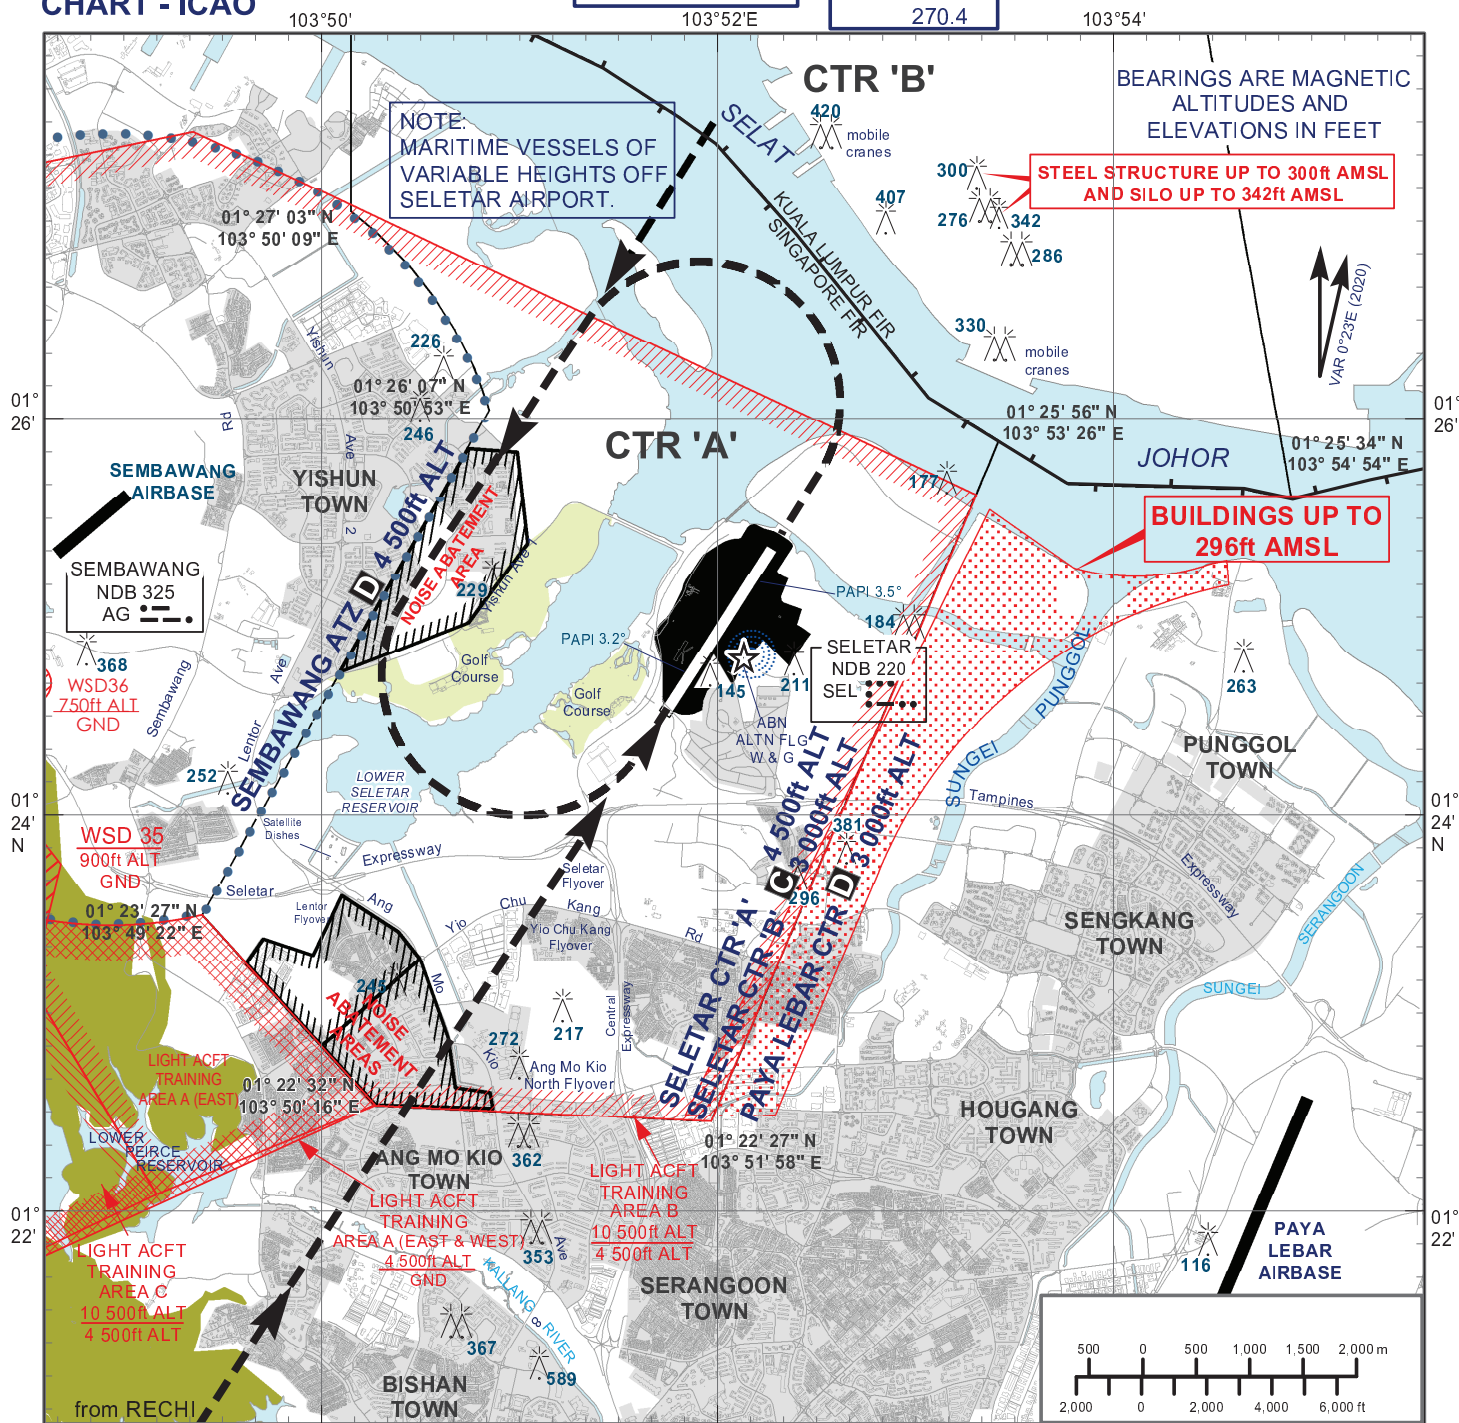 CHART - ICAO
270.4
103°50'
103°52'E
103°54'
CTR 'B'
BEARINGS ARE MAGNETIC
ALTITUDES AND
ELEVATIONS IN FEET
NOTE:
MARITIME VESSELS OF
VARIABLE HEIGHTS OFF
SELETAR AIRPORT.
SELAT
420
mobile
cranes
300
STEEL STRUCTURE UP TO 300ft AMSL
AND SILO UP TO 342ft AMSL
407
276
342
286
KUALA LUMPUR FIR
SINGAPORE FIR
01° 27' 03" N
103° 50' 09" E
VAR 0°23'E (2020)
330
mobile
cranes
Yishun
226
01° 26' 07" N
103° 50' 53" E
246
01°
26'
01°
26'
Rd
Ave
2
CTR 'A'
01° 25' 56" N
103° 53' 26" E
01° 25' 34" N
103° 54' 54" E
JOHOR
SEMBAWANG
AIRBASE
YISHUN
TOWN
177
BUILDINGS UP TO
296ft AMSL
SEMBAWANG
NDB 325
AG
SEMBAWANG ATZ D 4 500ft ALT
NOISE ABATEMENT
AREA
229
Yishun Ave 1
PAPI 3.5°
184
PAPI 3.2°
K
SELETAR
NDB 220
SEL
145
211
ABN
ALTN FLG
W & G
Golf
Course
Golf
Course
368
WSD36
750ft ALT
GND
Sembawang
Ave
Lentor
252
LOWER
SELETAR
RESERVOIR
Satellite
Dishes
SUNGEI
PUNGGOL
263
PUNGGOL
TOWN
01°
24'
N
01°
24'
N
WSD 35
900ft ALT
GND
Tampines
Expressway
381
296
SELETAR CTR 'A' C 4 500ft ALT
SELETAR CTR 'B' 3 000ft ALT
PAYA LEBAR CTR D 3 000ft ALT
Seletar
Expressway
Seletar
Flyover
Lentor
Flyover
Ang
Mo
Kio
Yio
Chu
Kang
Rd
Yio Chu Kang
Flyover
01° 23' 27" N
103° 49' 22" E
SENGKANG
TOWN
SERANGOON
SUNGEI
245
NOISE
ABATEMENT
AREAS
217
272
Central
Expressway
Ang Mo Kio
North Flyover
LIGHT ACFT
TRAINING
AREA A (EAST)
01° 22' 32" N
103° 50' 16" E
HOUGANG
TOWN
LOWER
PEIRCE
RESERVOIR
362
01° 22' 27" N
103° 51' 58" E
ANG MO KIO
TOWN
LIGHT ACFT
TRAINING
AREA A (EAST & WEST)
4 500ft ALT
GND
LIGHT ACFT
TRAINING
AREA B
10 500ft ALT
4 500ft ALT
353
Ave
8
01°
22'
01°
22'
LIGHT ACFT
TRAINING
AREA C
10 500ft ALT
4 500ft ALT
KALLANG
RIVER
SERANGOON
TOWN
116
PAYA
LEBAR
AIRBASE
367
589
BISHAN
TOWN
from RECHI
500 0 500 1,000 1,500 2,000 m
2,000 0 2,000 4,000 6,000 ft